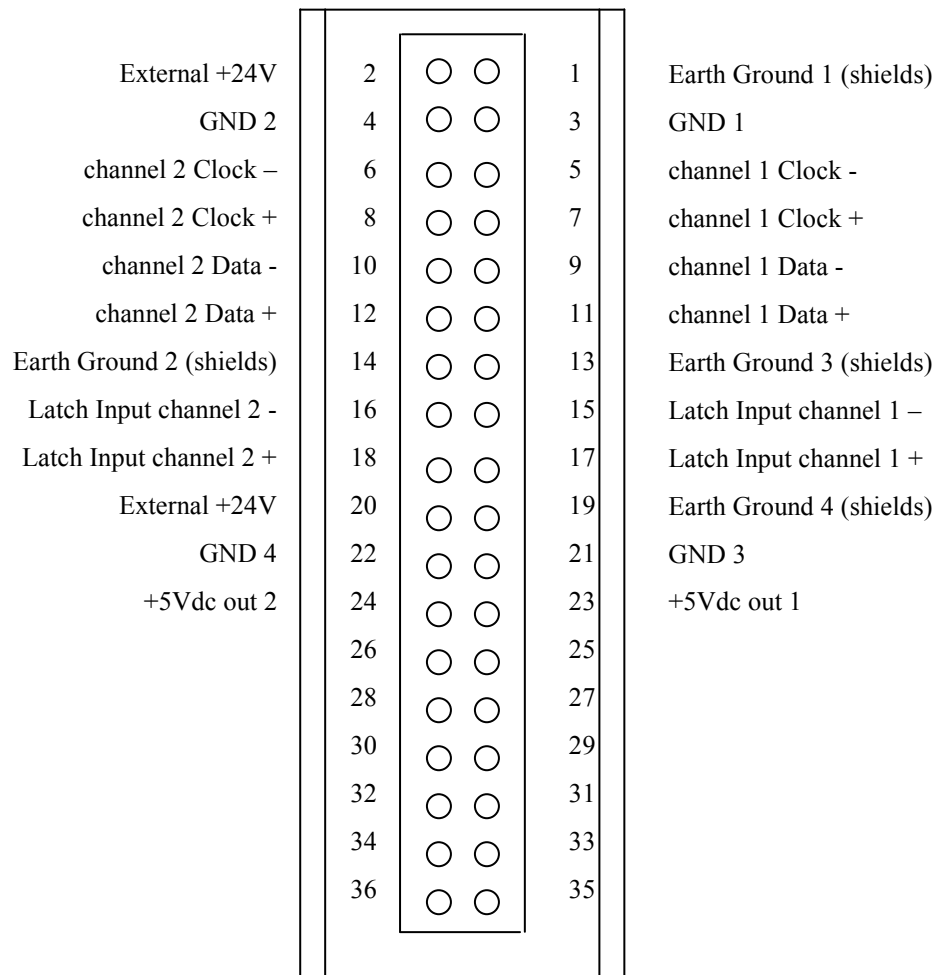 External +24V 2 1 Earth Ground 1 (shields)
GND 2 4 3 GND 1
channel 2 Clock – 6 5 channel 1 Clock -
channel 2 Clock + 8 7 channel 1 Clock +
channel 2 Data - 10 9 channel 1 Data -
channel 2 Data + 12 11 channel 1 Data +
Earth Ground 2 (shields) 14 13 Earth Ground 3 (shields)
Latch Input channel 2 - 16 15 Latch Input channel 1 –
Latch Input channel 2 + 18 17 Latch Input channel 1 +
External +24V 20 19 Earth Ground 4 (shields)
GND 4 22 21 GND 3
+5Vdc out 2 24 23 +5Vdc out 1
26 25
28 27
30 29
32 31
34 33
36 35